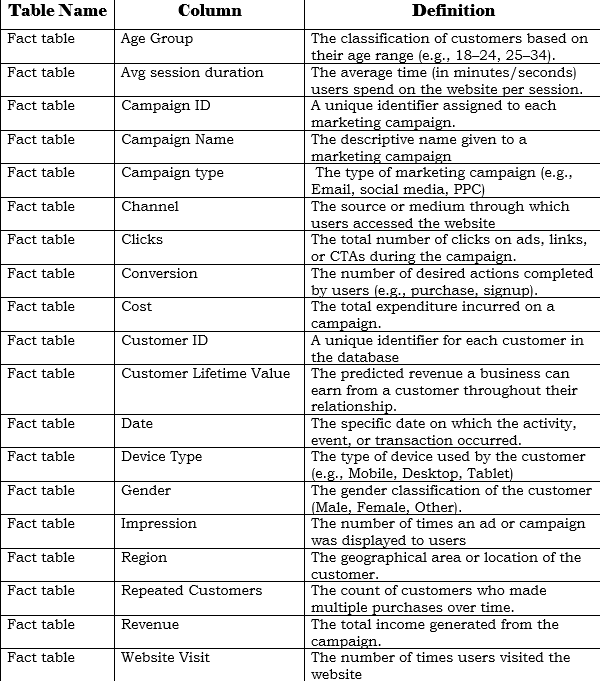 Table Name Column Definition
Fact table Age Group The classification of customers based on
their age range (e.g., 18–24, 25–34).
Fact table Avg session duration The average time (in minutes/seconds)
users spend on the website per session.
Fact table Campaign ID A unique identifier assigned to each
marketing campaign.
Fact table Campaign Name The descriptive name given to a
marketing campaign
Fact table Campaign type The type of marketing campaign (e.g.,
Email, social media, PPC)
Fact table Channel The source or medium through which
users accessed the website
Fact table Clicks The total number of clicks on ads, links,
or CTAs during the campaign.
Fact table Conversion The number of desired actions completed
by users (e.g., purchase, signup).
Fact table Cost The total expenditure incurred on a
campaign.
Fact table Customer ID A unique identifier for each customer in
the database
Fact table Customer Lifetime Value The predicted revenue a business can
earn from a customer throughout their
relationship.
Fact table Date The specific date on which the activity,
event, or transaction occurred.
Fact table Device Type The type of device used by the customer
(e.g., Mobile, Desktop, Tablet)
Fact table Gender The gender classification of the customer
(Male, Female, Other).
Fact table Impression The number of times an ad or campaign
was displayed to users
Fact table Region The geographical area or location of the
customer.
Fact table Repeated Customers The count of customers who made
multiple purchases over time.
Fact table Revenue The total income generated from the
campaign.
Fact table Website Visit The number of times users visited the
website